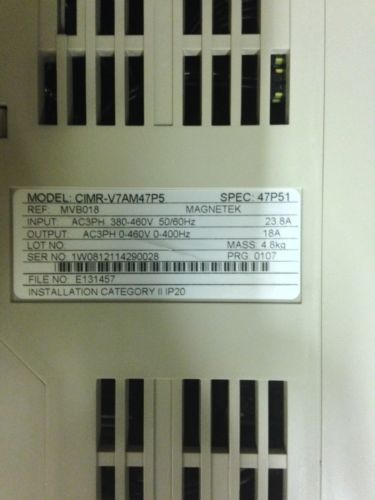 MODEL: CIMR-V7AM47P5 SPEC: 47P51
REF: MVB018 MAGNETEK
INPUT: AC3PH 380-460V 50/60Hz 23.8A
OUTPUT: AC3PH 0-460V 0-400Hz 18A
LOT NO: MASS: 4.8kg
SER NO: 1W0812114290028 PRG: 0107
FILE NO: E131457
INSTALLATION CATEGORY II IP20